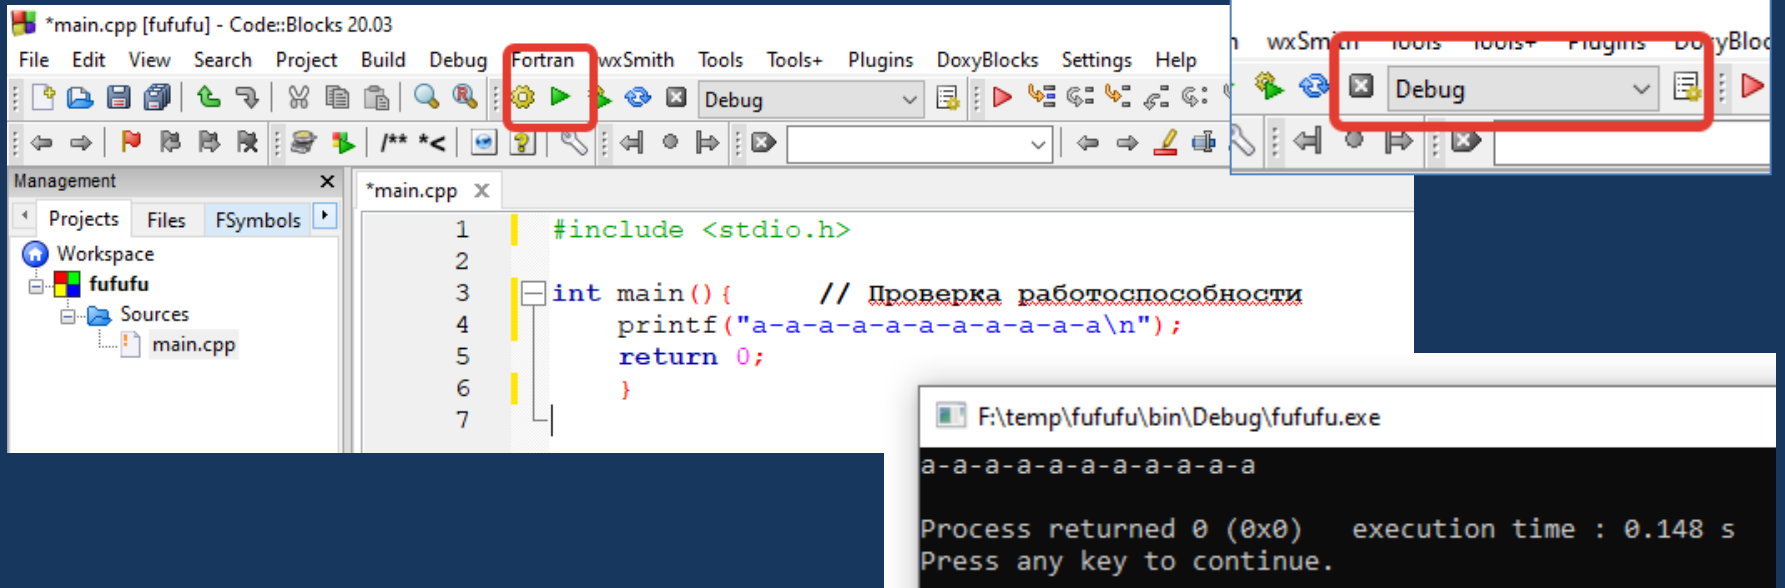 *main.cpp [fufufu] - Code::Blocks 20.03
File Edit View Search Project Build Debug Fortran wxSmith Tools Tools+ Plugins DoxyBlocks Settings Help
Debug
/** *<
Management
Projects Files FSymbols
Workspace
fufufu
Sources
main.cpp
*main.cpp
1 #include <stdio.h>
2
3 int main(){ // Проверка работоспособности
4 printf("a-a-a-a-a-a-a-a-a-a-a\n");
5 return 0;
6 }
7
wxSmith Tools Tools+ Plugins DoxyBloc
Debug
F:\temp\fufufu\bin\Debug\fufufu.exe
a-a-a-a-a-a-a-a-a-a-a
Process returned 0 (0x0) execution time : 0.148 s
Press any key to continue.